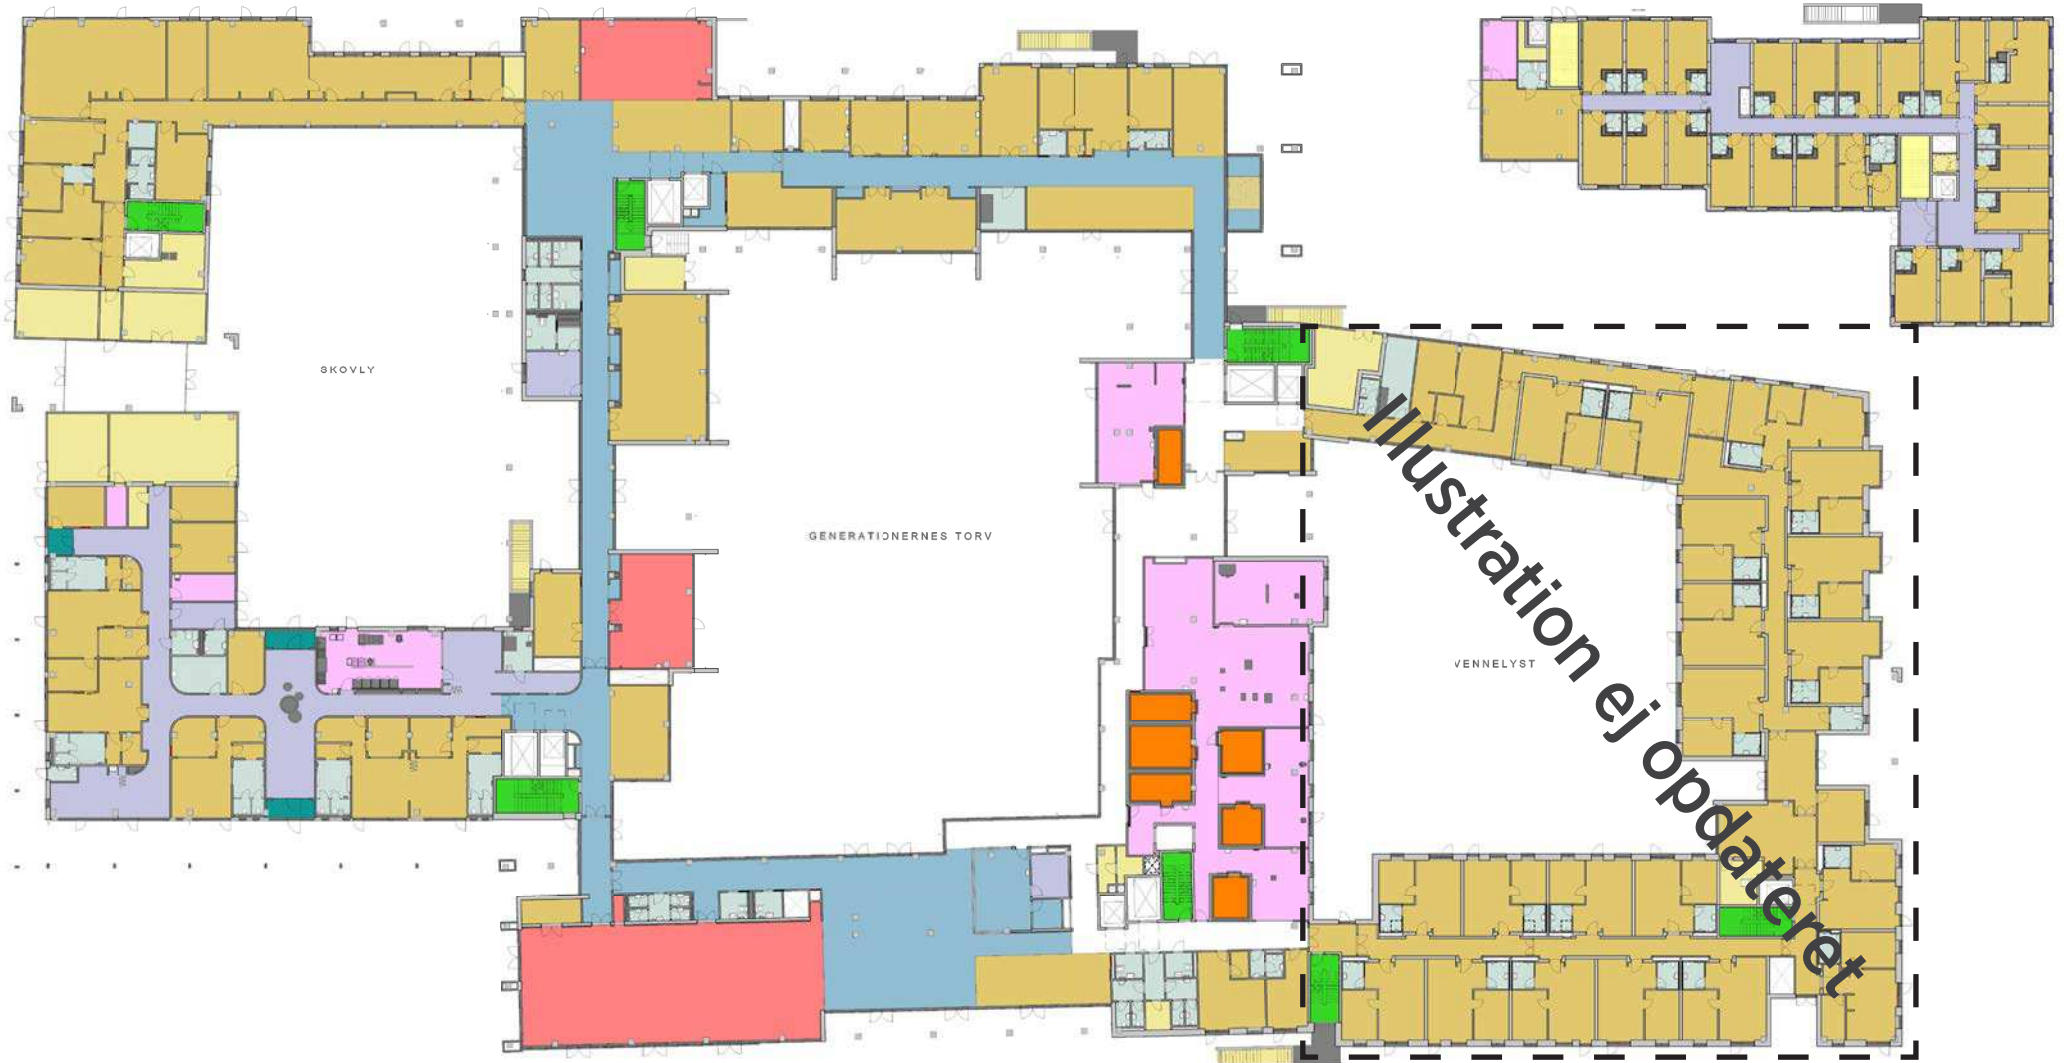 SKOVLY
GENERATIONERNES TORV
VENNELYST
Illustration ej opdateret